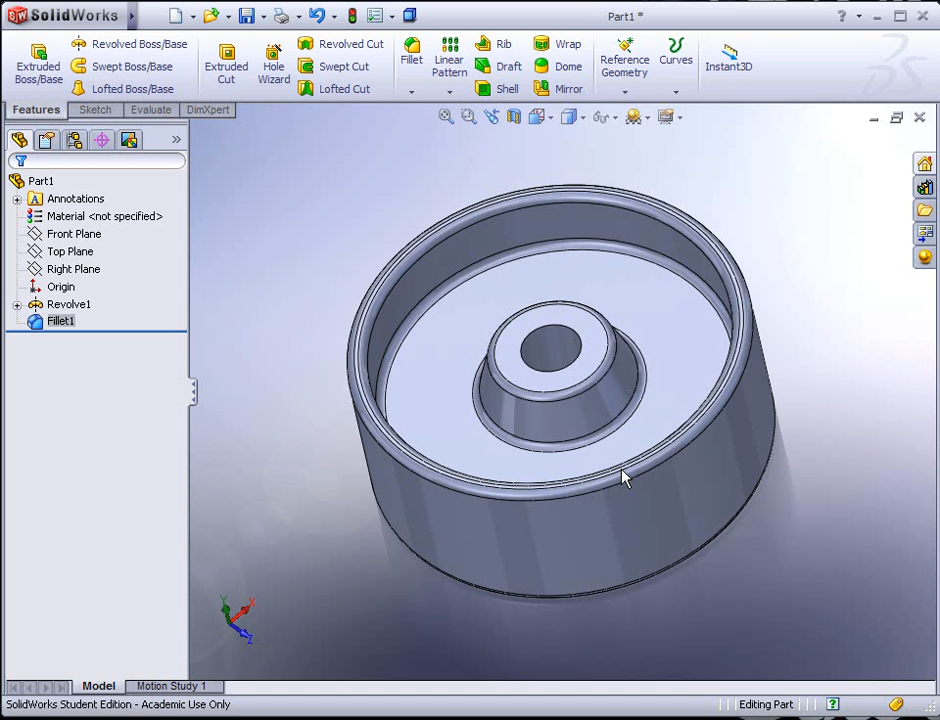 SolidWorks
Part1 *
Extruded Boss/Base
Revolved Boss/Base
Swept Boss/Base
Lofted Boss/Base
Extruded Cut
Hole Wizard
Revolved Cut
Swept Cut
Lofted Cut
Fillet
Linear Pattern
Rib
Draft
Shell
Wrap
Dome
Mirror
Reference Geometry
Curves
Instant3D
Features
Sketch
Evaluate
DimXpert
Part1
Annotations
Material <not specified>
Front Plane
Top Plane
Right Plane
Origin
Revolve1
Fillet1
Y
X
Z
Model
Motion Study 1
SolidWorks Student Edition - Academic Use Only
Editing Part